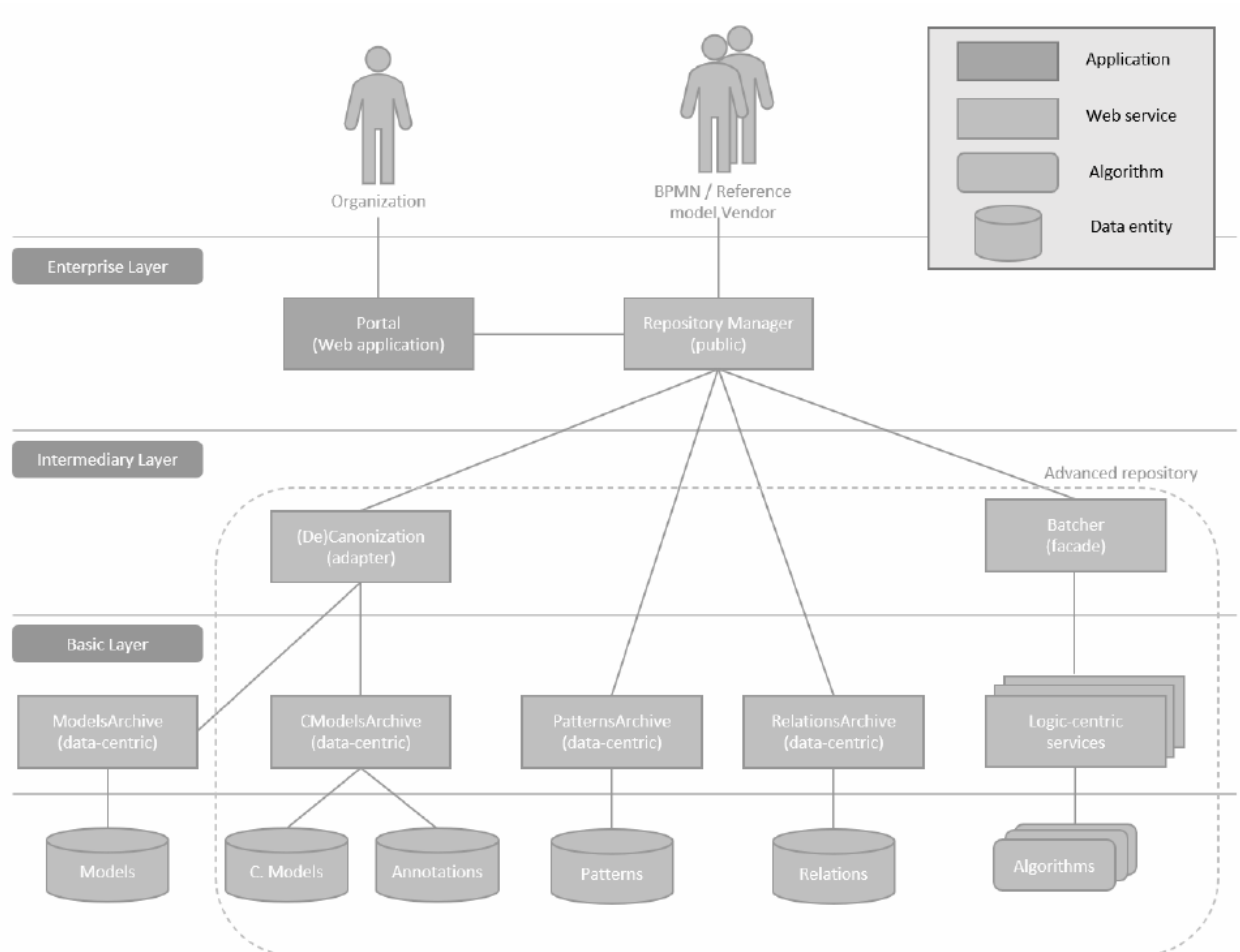 Application
Web service
Algorithm
Data entity
Organization
BPMN / Reference
model Vendor
Enterprise Layer
Portal
(Web application)
Repository Manager
(public)
Intermediary Layer
Advanced repository
(De)Canonization
(adapter)
Batcher
(facade)
Basic Layer
ModelsArchive
(data-centric)
CModelsArchive
(data-centric)
PatternsArchive
(data-centric)
RelationsArchive
(data-centric)
Logic-centric
services
Models
C. Models
Annotations
Patterns
Relations
Algorithms